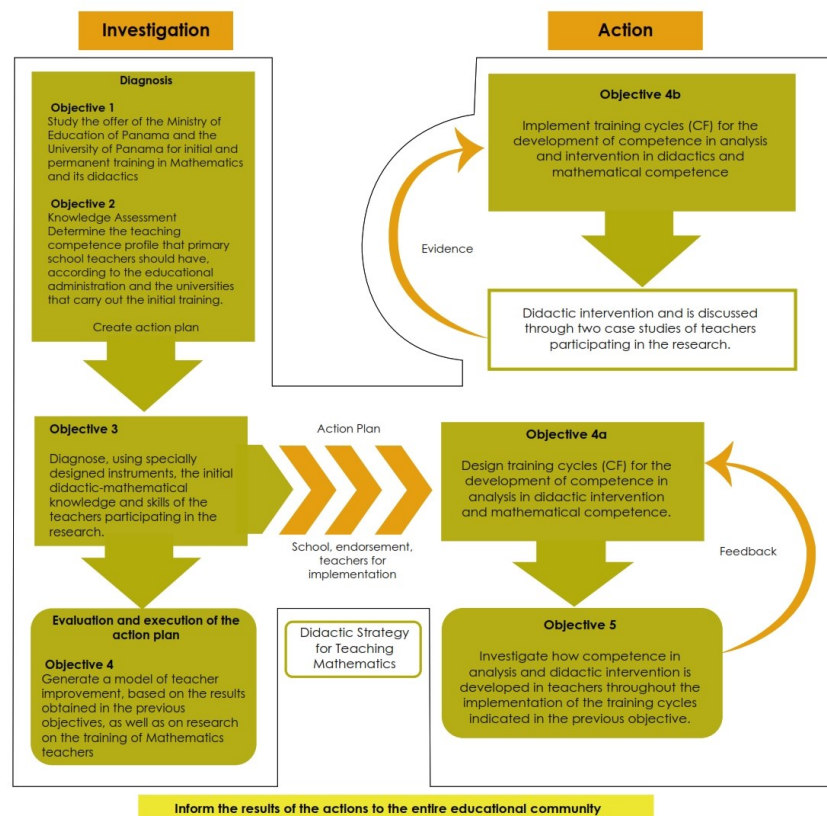 Investigation
Diagnosis
Objective 1
Study the offer of the Ministry of
Education of Panama and the
University of Panama for initial and
permanent training in Mathematics
and its didactics
Objective 2
Knowledge Assessment
Determine the teaching
competence profile that primary
school teachers should have,
according to the educational
administration and the universities
that carry out the initial training.
Create action plan
Objective 3
Diagnose, using specially
designed instruments, the initial
didactic-mathematical
knowledge and skills of the
teachers participating in the
research.
Evaluation and execution of the
action plan
Objective 4
Generate a model of teacher
improvement, based on the results
obtained in the previous
objectives, as well as on research
on the training of Mathematics
teachers
Action Plan
School, endorsement,
teachers for
implementation
Didactic Strategy
for Teaching
Mathematics
Action
Objective 4b
Implement training cycles (CF) for the
development of competence in analysis
and intervention in didactics and
mathematical competence
Evidence
Didactic intervention and is discussed
through two case studies of teachers
participating in the research.
Objective 4a
Design training cycles (CF) for the
development of competence in
analysis in didactic intervention
and mathematical competence.
Feedback
Objective 5
Investigate how competence in
analysis and didactic intervention is
developed in teachers throughout the
implementation of the training cycles
indicated in the previous objective.
Inform the results of the actions to the entire educational community